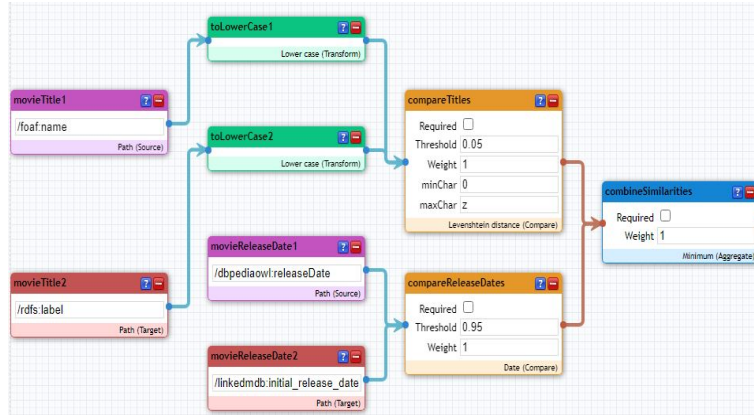 toLowerCase1
Lower case (Transform)
movieTitle1
/foaf:name
Path (Source)
toLowerCase2
Lower case (Transform)
compareTitles
Required
Threshold 0.05
Weight 1
minChar 0
maxChar z
Levenshtein distance (Compare)
combineSimilarities
Required
Weight 1
Minimum (Aggregate)
movieReleaseDate1
/dbpediaowl:releaseDate
Path (Source)
movieTitle2
/rdfs:label
Path (Target)
compareReleaseDates
Required
Threshold 0.95
Weight 1
Date (Compare)
movieReleaseDate2
/linkedmdb:initial_release_date
Path (Target)